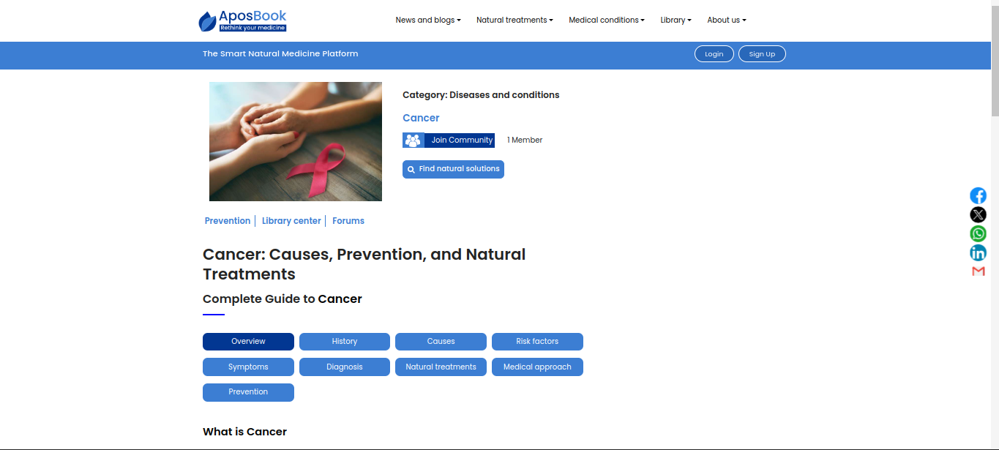 AposBook
Rethink your medicine
News and blogs
Natural treatments
Medical conditions
Library
About us
The Smart Natural Medicine Platform
Login
Sign Up
Category: Diseases and conditions
Cancer
Join Community
1 Member
Find natural solutions
Prevention
Library center
Forums
Cancer: Causes, Prevention, and Natural
Treatments
Complete Guide to Cancer
Overview
History
Causes
Risk factors
Symptoms
Diagnosis
Natural treatments
Medical approach
Prevention
What is Cancer